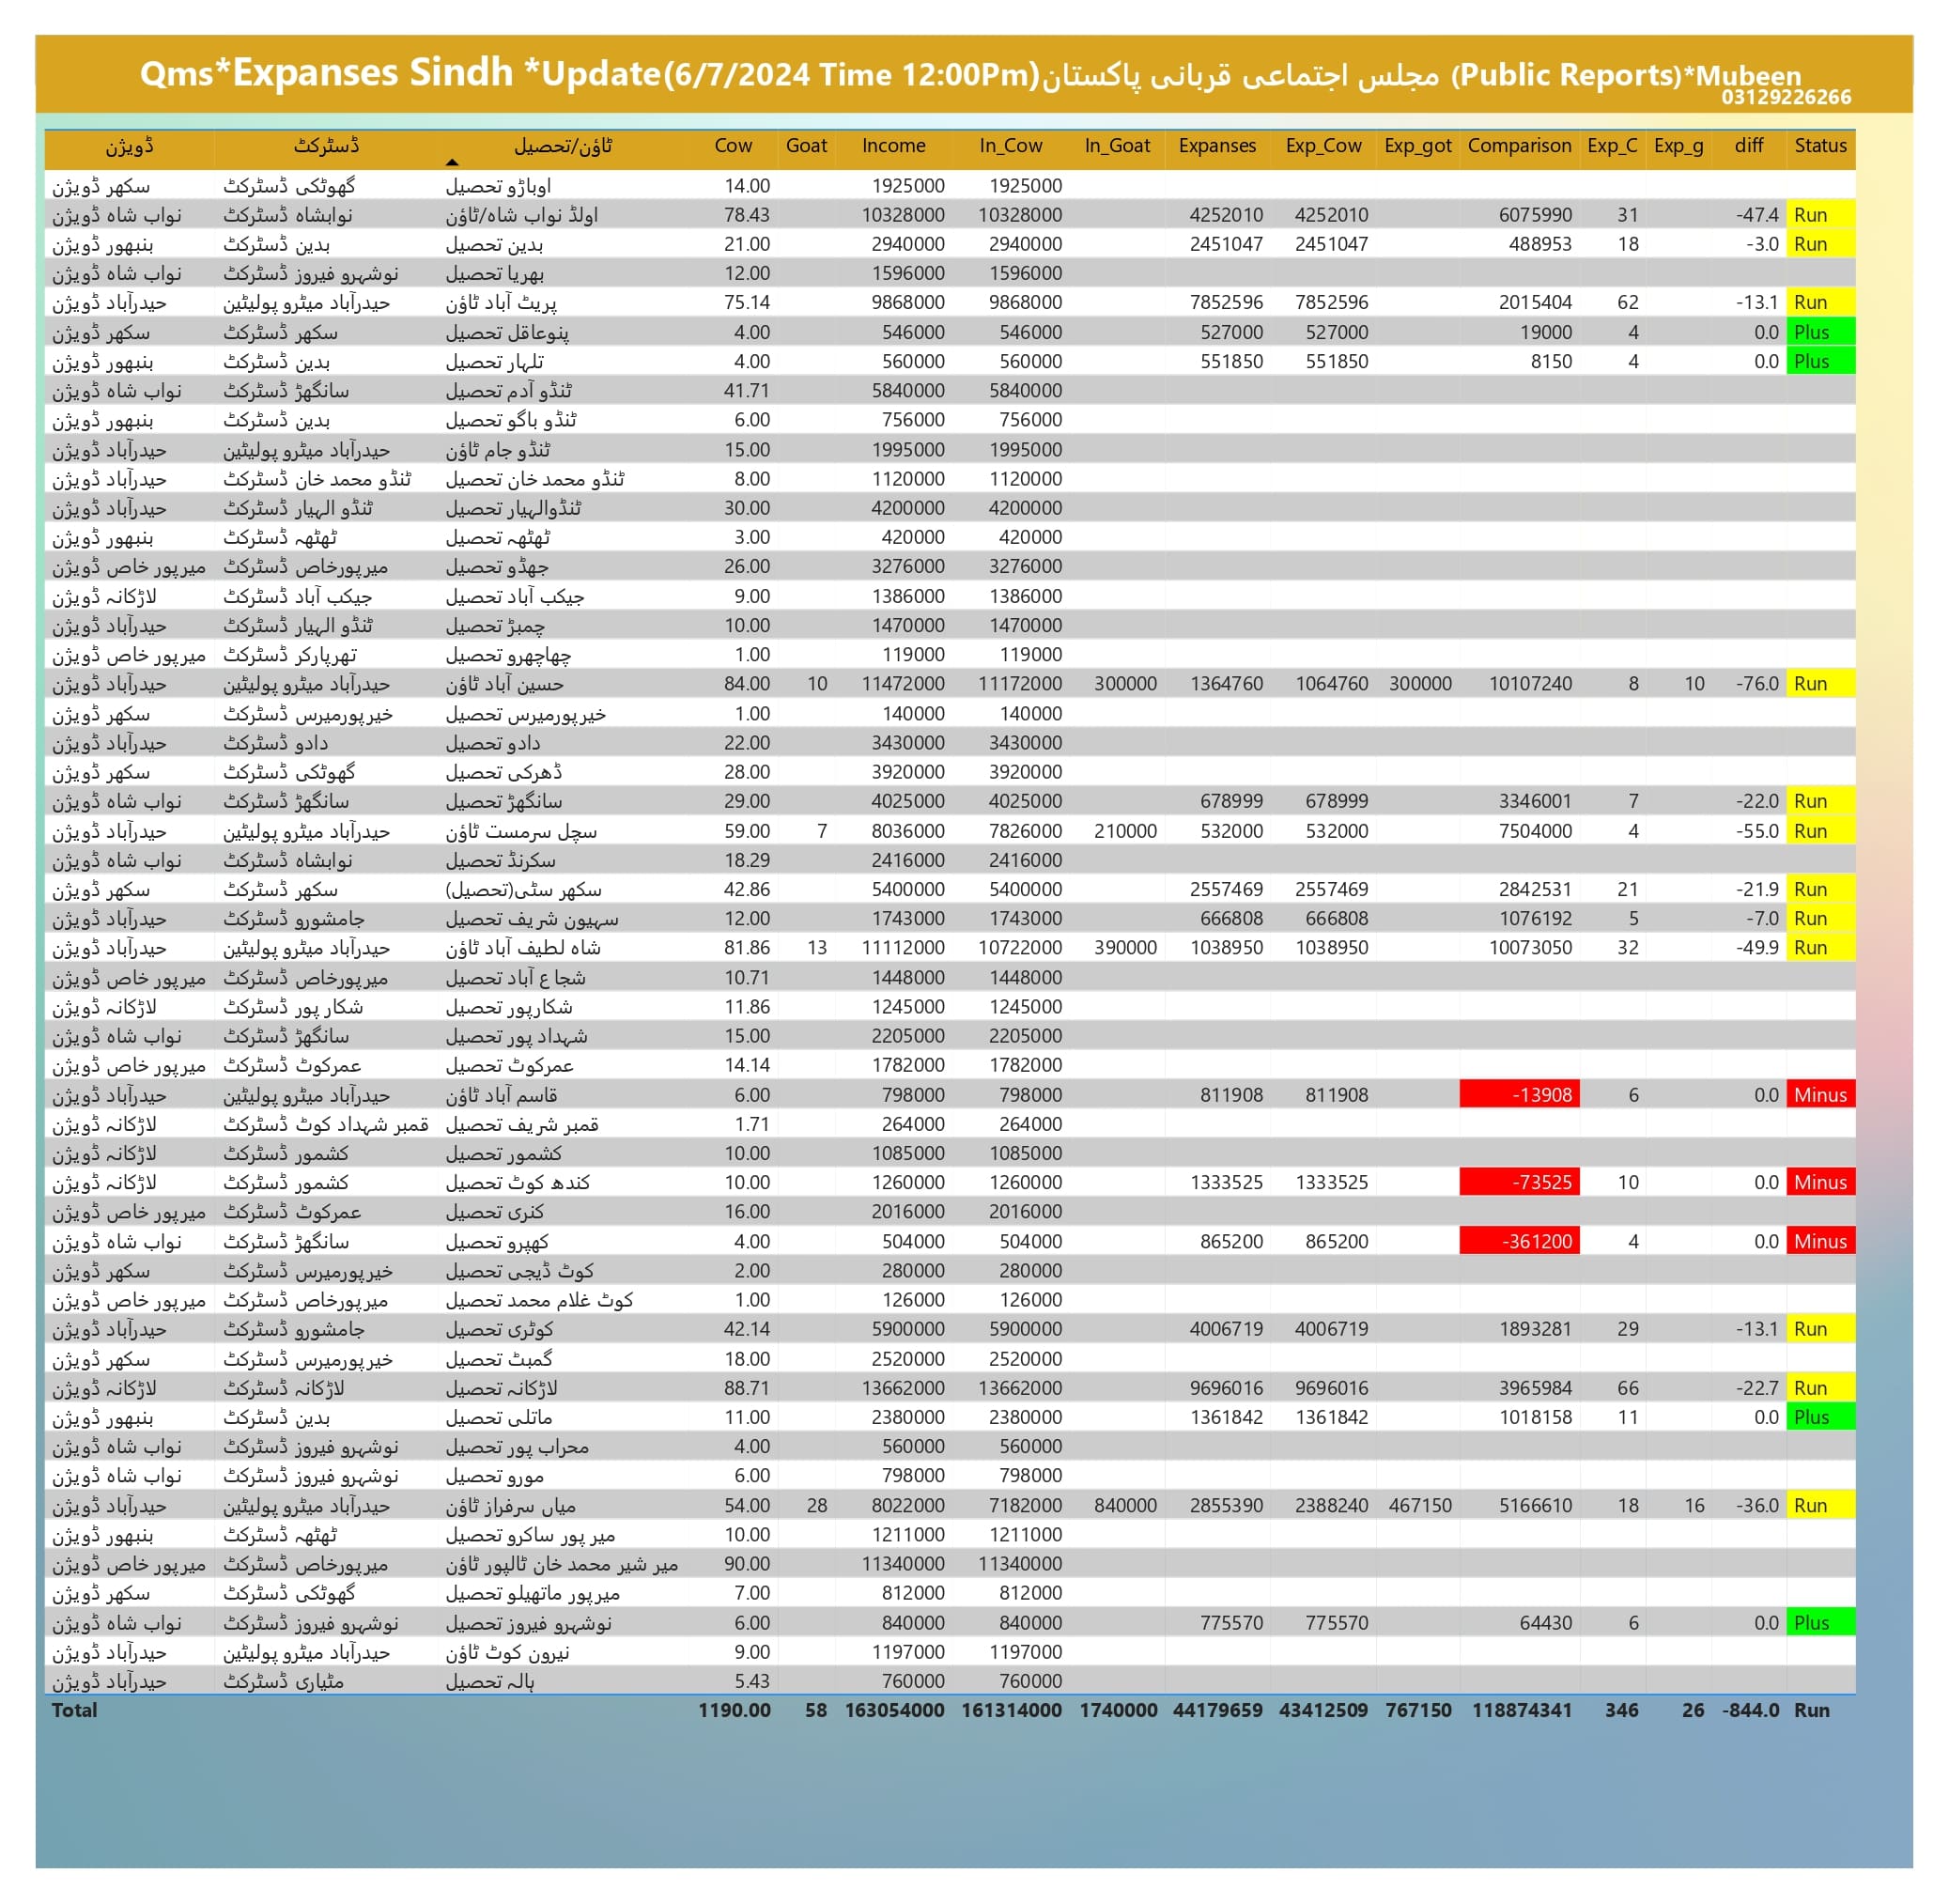 Qms*Expanses Sindh *Update(6/7/2024 Time 12:00Pm)مجلس اجتماعی قربانی پاکستان (Public Reports)*Mubeen
03129226266
ڈویژن ڈسٹرکٹ ٹاؤن/تحصیل Cow Goat Income In_Cow In_Goat Expanses Exp_Cow Exp_got Comparison Exp_C Exp_g diff Status
سکھر ڈویژن گھوٹکی ڈسٹرکٹ اوباڑو تحصیل 14.00 1925000 1925000
نواب شاہ ڈویژن نوابشاہ ڈسٹرکٹ اولڈ نواب شاہ/ٹاؤن 78.43 10328000 10328000 4252010 4252010 6075990 31 -47.4 Run
بنبھور ڈویژن بدین ڈسٹرکٹ بدین تحصیل 21.00 2940000 2940000 2451047 2451047 488953 18 -3.0 Run
نواب شاہ ڈویژن نوشہرو فیروز ڈسٹرکٹ بھریا تحصیل 12.00 1596000 1596000
حیدرآباد ڈویژن حیدرآباد میٹرو پولیٹین پریٹ آباد ٹاؤن 75.14 9868000 9868000 7852596 7852596 2015404 62 -13.1 Run
سکھر ڈویژن سکھر ڈسٹرکٹ پنوعاقل تحصیل 4.00 546000 546000 527000 527000 19000 4 0.0 Plus
بنبھور ڈویژن بدین ڈسٹرکٹ تلہار تحصیل 4.00 560000 560000 551850 551850 8150 4 0.0 Plus
نواب شاہ ڈویژن سانگھڑ ڈسٹرکٹ ٹنڈو آدم تحصیل 41.71 5840000 5840000
بنبھور ڈویژن بدین ڈسٹرکٹ ٹنڈو باگو تحصیل 6.00 756000 756000
حیدرآباد ڈویژن حیدرآباد میٹرو پولیٹین ٹنڈو جام ٹاؤن 15.00 1995000 1995000
حیدرآباد ڈویژن ٹنڈو محمد خان ڈسٹرکٹ ٹنڈو محمد خان تحصیل 8.00 1120000 1120000
حیدرآباد ڈویژن ٹنڈو الہیار ڈسٹرکٹ ٹنڈوالہیار تحصیل 30.00 4200000 4200000
بنبھور ڈویژن ٹھٹھہ ڈسٹرکٹ ٹھٹھہ تحصیل 3.00 420000 420000
میرپور خاص ڈویژن میرپورخاص ڈسٹرکٹ جھڈو تحصیل 26.00 3276000 3276000
لاڑکانہ ڈویژن جیکب آباد ڈسٹرکٹ جیکب آباد تحصیل 9.00 1386000 1386000
حیدرآباد ڈویژن ٹنڈو الہیار ڈسٹرکٹ چمبڑ تحصیل 10.00 1470000 1470000
میرپور خاص ڈویژن تھرپارکر ڈسٹرکٹ چھاچھرو تحصیل 1.00 119000 119000
حیدرآباد ڈویژن حیدرآباد میٹرو پولیٹین حسین آباد ٹاؤن 84.00 10 11472000 11172000 300000 1364760 1064760 300000 10107240 8 10 -76.0 Run
سکھر ڈویژن خیرپورمیرس ڈسٹرکٹ خیرپورمیرس تحصیل 1.00 140000 140000
حیدرآباد ڈویژن دادو ڈسٹرکٹ دادو تحصیل 22.00 3430000 3430000
سکھر ڈویژن گھوٹکی ڈسٹرکٹ ڈھرکی تحصیل 28.00 3920000 3920000
نواب شاہ ڈویژن سانگھڑ ڈسٹرکٹ سانگھڑ تحصیل 29.00 4025000 4025000 678999 678999 3346001 7 -22.0 Run
حیدرآباد ڈویژن حیدرآباد میٹرو پولیٹین سچل سرمست ٹاؤن 59.00 7 8036000 7826000 210000 532000 532000 7504000 4 -55.0 Run
نواب شاہ ڈویژن نوابشاہ ڈسٹرکٹ سکرنڈ تحصیل 18.29 2416000 2416000
سکھر ڈویژن سکھر ڈسٹرکٹ سکھر سٹی(تحصیل) 42.86 5400000 5400000 2557469 2557469 2842531 21 -21.9 Run
حیدرآباد ڈویژن جامشورو ڈسٹرکٹ سہیون شریف تحصیل 12.00 1743000 1743000 666808 666808 1076192 5 -7.0 Run
حیدرآباد ڈویژن حیدرآباد میٹرو پولیٹین شاہ لطیف آباد ٹاؤن 81.86 13 11112000 10722000 390000 1038950 1038950 10073050 32 -49.9 Run
میرپور خاص ڈویژن میرپورخاص ڈسٹرکٹ شجاع آباد تحصیل 10.71 1448000 1448000
لاڑکانہ ڈویژن شکار پور ڈسٹرکٹ شکارپور تحصیل 11.86 1245000 1245000
نواب شاہ ڈویژن سانگھڑ ڈسٹرکٹ شہداد پور تحصیل 15.00 2205000 2205000
میرپور خاص ڈویژن عمرکوٹ ڈسٹرکٹ عمرکوٹ تحصیل 14.14 1782000 1782000
حیدرآباد ڈویژن حیدرآباد میٹرو پولیٹین قاسم آباد ٹاؤن 6.00 798000 798000 811908 811908 -13908 6 0.0 Minus
لاڑکانہ ڈویژن قمبر شہداد کوٹ ڈسٹرکٹ قمبر شریف تحصیل 1.71 264000 264000
لاڑکانہ ڈویژن کشمور ڈسٹرکٹ کشمور تحصیل 10.00 1085000 1085000
لاڑکانہ ڈویژن کشمور ڈسٹرکٹ کندھ کوٹ تحصیل 10.00 1260000 1260000 1333525 1333525 -73525 10 0.0 Minus
میرپور خاص ڈویژن عمرکوٹ ڈسٹرکٹ کنری تحصیل 16.00 2016000 2016000
نواب شاہ ڈویژن سانگھڑ ڈسٹرکٹ کھپرو تحصیل 4.00 504000 504000 865200 865200 -361200 4 0.0 Minus
سکھر ڈویژن خیرپورمیرس ڈسٹرکٹ کوٹ ڈیجی تحصیل 2.00 280000 280000
میرپور خاص ڈویژن میرپورخاص ڈسٹرکٹ کوٹ غلام محمد تحصیل 1.00 126000 126000
حیدرآباد ڈویژن جامشورو ڈسٹرکٹ کوٹری تحصیل 42.14 5900000 5900000 4006719 4006719 1893281 29 -13.1 Run
سکھر ڈویژن خیرپورمیرس ڈسٹرکٹ گمبٹ تحصیل 18.00 2520000 2520000
لاڑکانہ ڈویژن لاڑکانہ ڈسٹرکٹ لاڑکانہ تحصیل 88.71 13662000 13662000 9696016 9696016 3965984 66 -22.7 Run
بنبھور ڈویژن بدین ڈسٹرکٹ ماتلی تحصیل 11.00 2380000 2380000 1361842 1361842 1018158 11 0.0 Plus
نواب شاہ ڈویژن نوشہرو فیروز ڈسٹرکٹ محراب پور تحصیل 4.00 560000 560000
نواب شاہ ڈویژن نوشہرو فیروز ڈسٹرکٹ مورو تحصیل 6.00 798000 798000
حیدرآباد ڈویژن حیدرآباد میٹرو پولیٹین میاں سرفراز ٹاؤن 54.00 28 8022000 7182000 840000 2855390 2388240 467150 5166610 18 16 -36.0 Run
بنبھور ڈویژن ٹھٹھہ ڈسٹرکٹ میر پور ساکرو تحصیل 10.00 1211000 1211000
میرپور خاص ڈویژن میرپورخاص ڈسٹرکٹ میر شیر محمد خان ٹالپور ٹاؤن 90.00 11340000 11340000
سکھر ڈویژن گھوٹکی ڈسٹرکٹ میرپور ماتھیلو تحصیل 7.00 812000 812000
نواب شاہ ڈویژن نوشہرو فیروز ڈسٹرکٹ نوشہرو فیروز تحصیل 6.00 840000 840000 775570 775570 64430 6 0.0 Plus
حیدرآباد ڈویژن حیدرآباد میٹرو پولیٹین نیرون کوٹ ٹاؤن 9.00 1197000 1197000
حیدرآباد ڈویژن مٹیاری ڈسٹرکٹ ہالہ تحصیل 5.43 760000 760000
Total 1190.00 58 163054000 161314000 1740000 44179659 43412509 767150 118874341 346 26 -844.0 Run